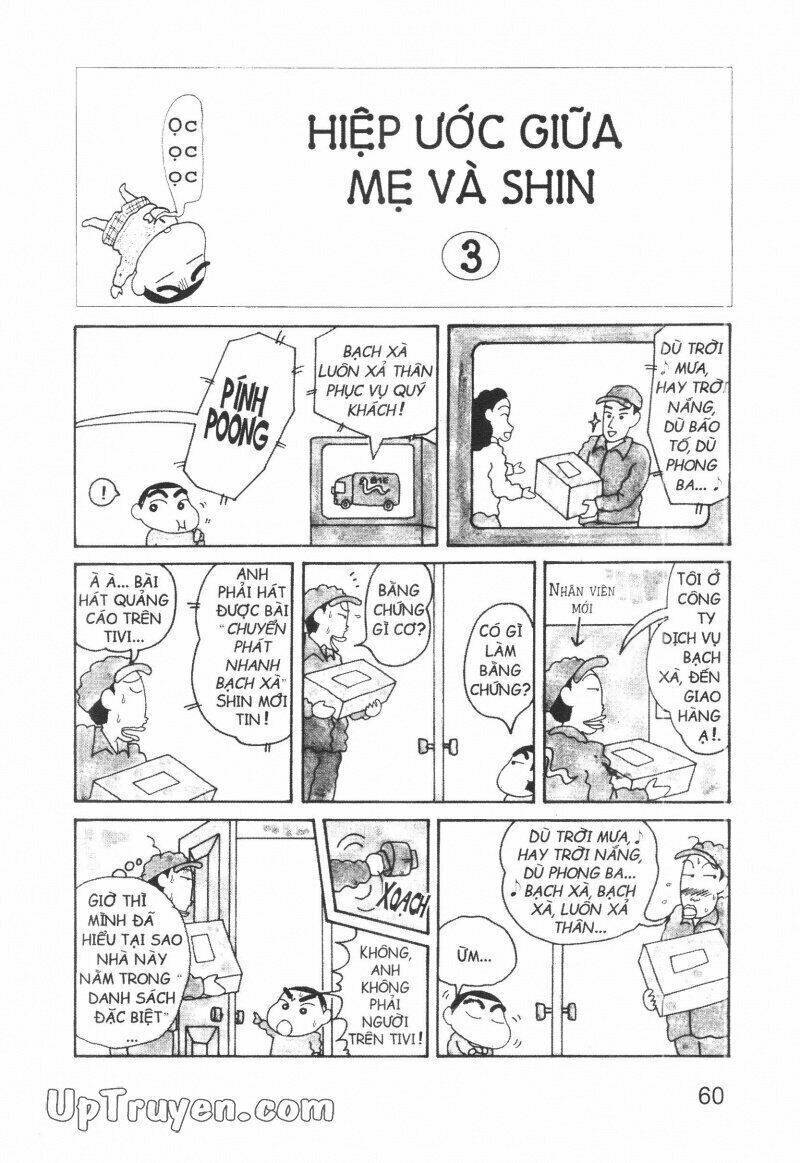 HIỆP ƯỚC GIỮA
MẸ VÀ SHIN
3
ỌC
ỌC
ỌC
DÙ TRỜI
♪ MƯA,
HAY TRỜI
NẮNG,
DÙ BÃO
TỐ, DÙ
PHONG
BA... ♪
BẠCH XÀ
LUÔN XẢ THÂN
PHỤC VỤ QUÝ
KHÁCH!
PÍNH
POONG
!
TÔI Ở
CÔNG
TY
DỊCH VỤ
BẠCH
XÀ, ĐẾN
GIAO
HÀNG
Ạ!.
NHÂN VIÊN
MỚI
CÓ GÌ
LÀM
BẰNG
CHỨNG?
BẰNG
CHỨNG
GÌ CƠ?
ANH
PHẢI HÁT
ĐƯỢC BÀI
"CHUYỂN
PHÁT
NHANH
BẠCH XÀ"
SHIN MỚI
TIN!
À À... BÀI
HÁT QUẢNG
CÁO TRÊN
TIVI...
DÙ TRỜI MƯA, ♪
HAY TRỜI NẮNG,
DÙ PHONG BA...
♪ BẠCH XÀ, BẠCH
XÀ, LUÔN XẢ
THÂN...
ỪM...
XOẠCH
KHÔNG,
ANH
KHÔNG
PHẢI
NGƯỜI
TRÊN TIVI!
GIỜ THÌ
MÌNH ĐÃ
HIỂU TẠI SAO
NHÀ NÀY
NẰM TRONG "
DANH SÁCH
ĐẶC BIỆT"
...
60
UpTruyen.com